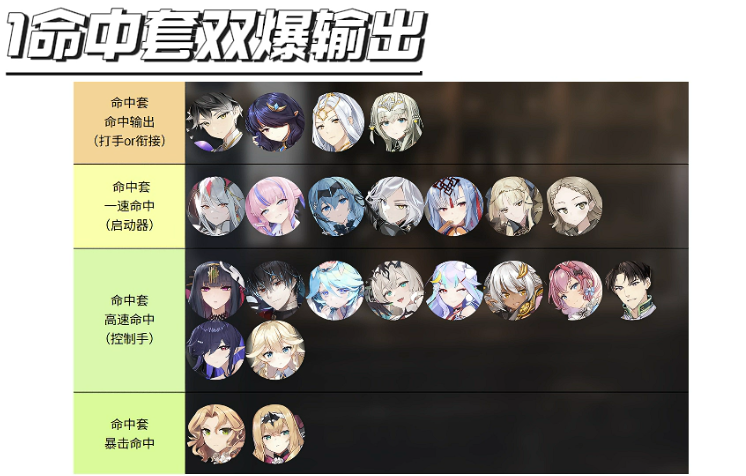 1命中套双爆输出
命中套
命中输出
（打手or衔接）
命中套
一速命中
（启动器）
命中套
高速命中
（控制手）
命中套
暴击命中